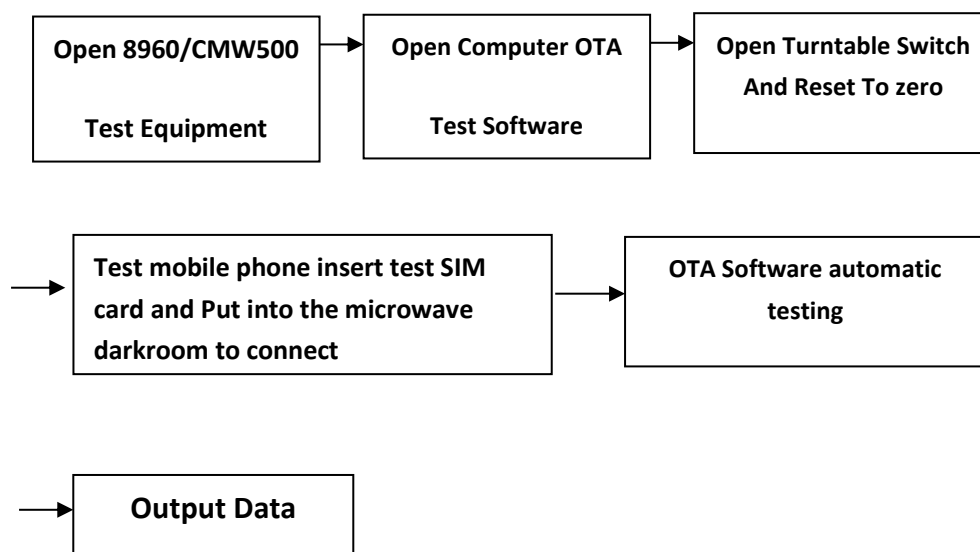 Open 8960/CMW500
Test Equipment
Open Computer OTA
Test Software
Open Turntable Switch
And Reset To zero
Test mobile phone insert test SIM
card and Put into the microwave
darkroom to connect
OTA Software automatic
testing
Output Data